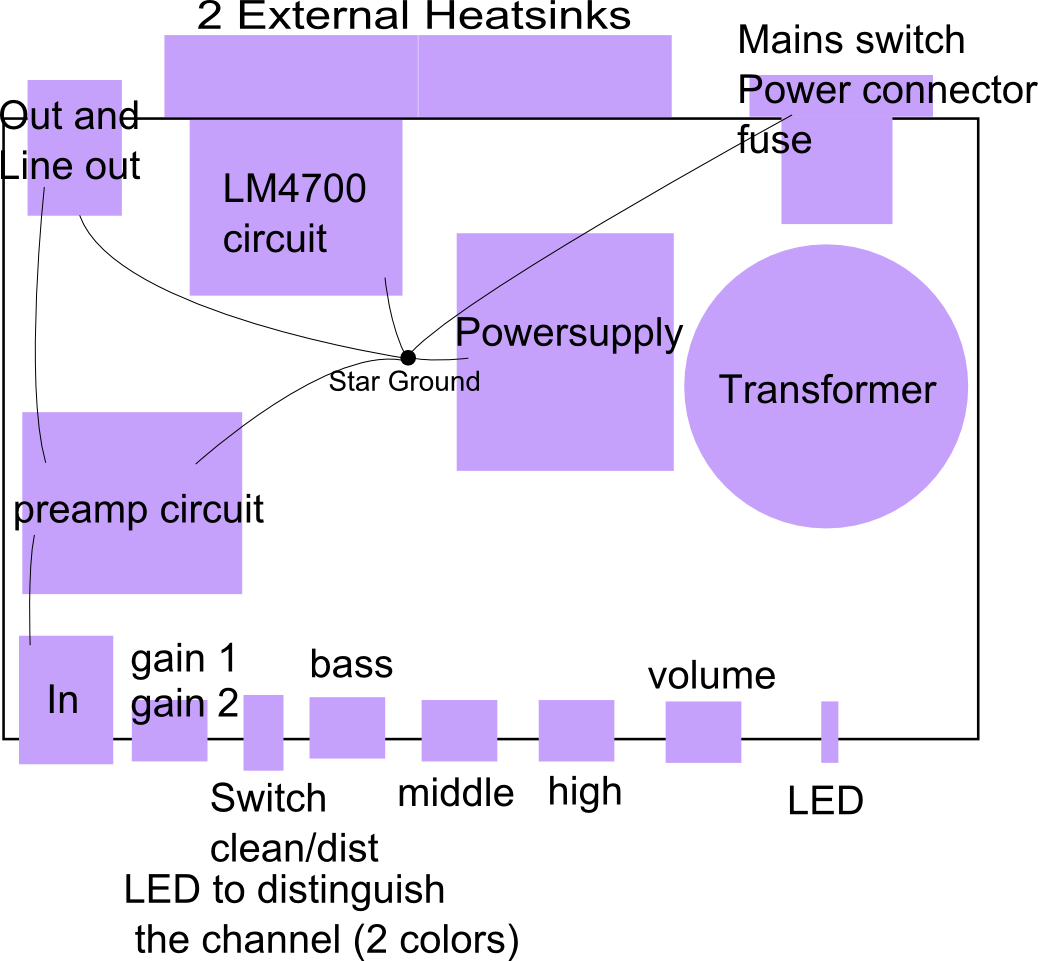 2 External Heatsinks
Mains switch
Power connector
fuse
Out and
Line out
LM4700
circuit
Powersupply
Star Ground
Transformer
preamp circuit
In
gain 1
gain 2
bass
volume
Switch
clean/dist
middle
high
LED
LED to distinguish
the channel (2 colors)